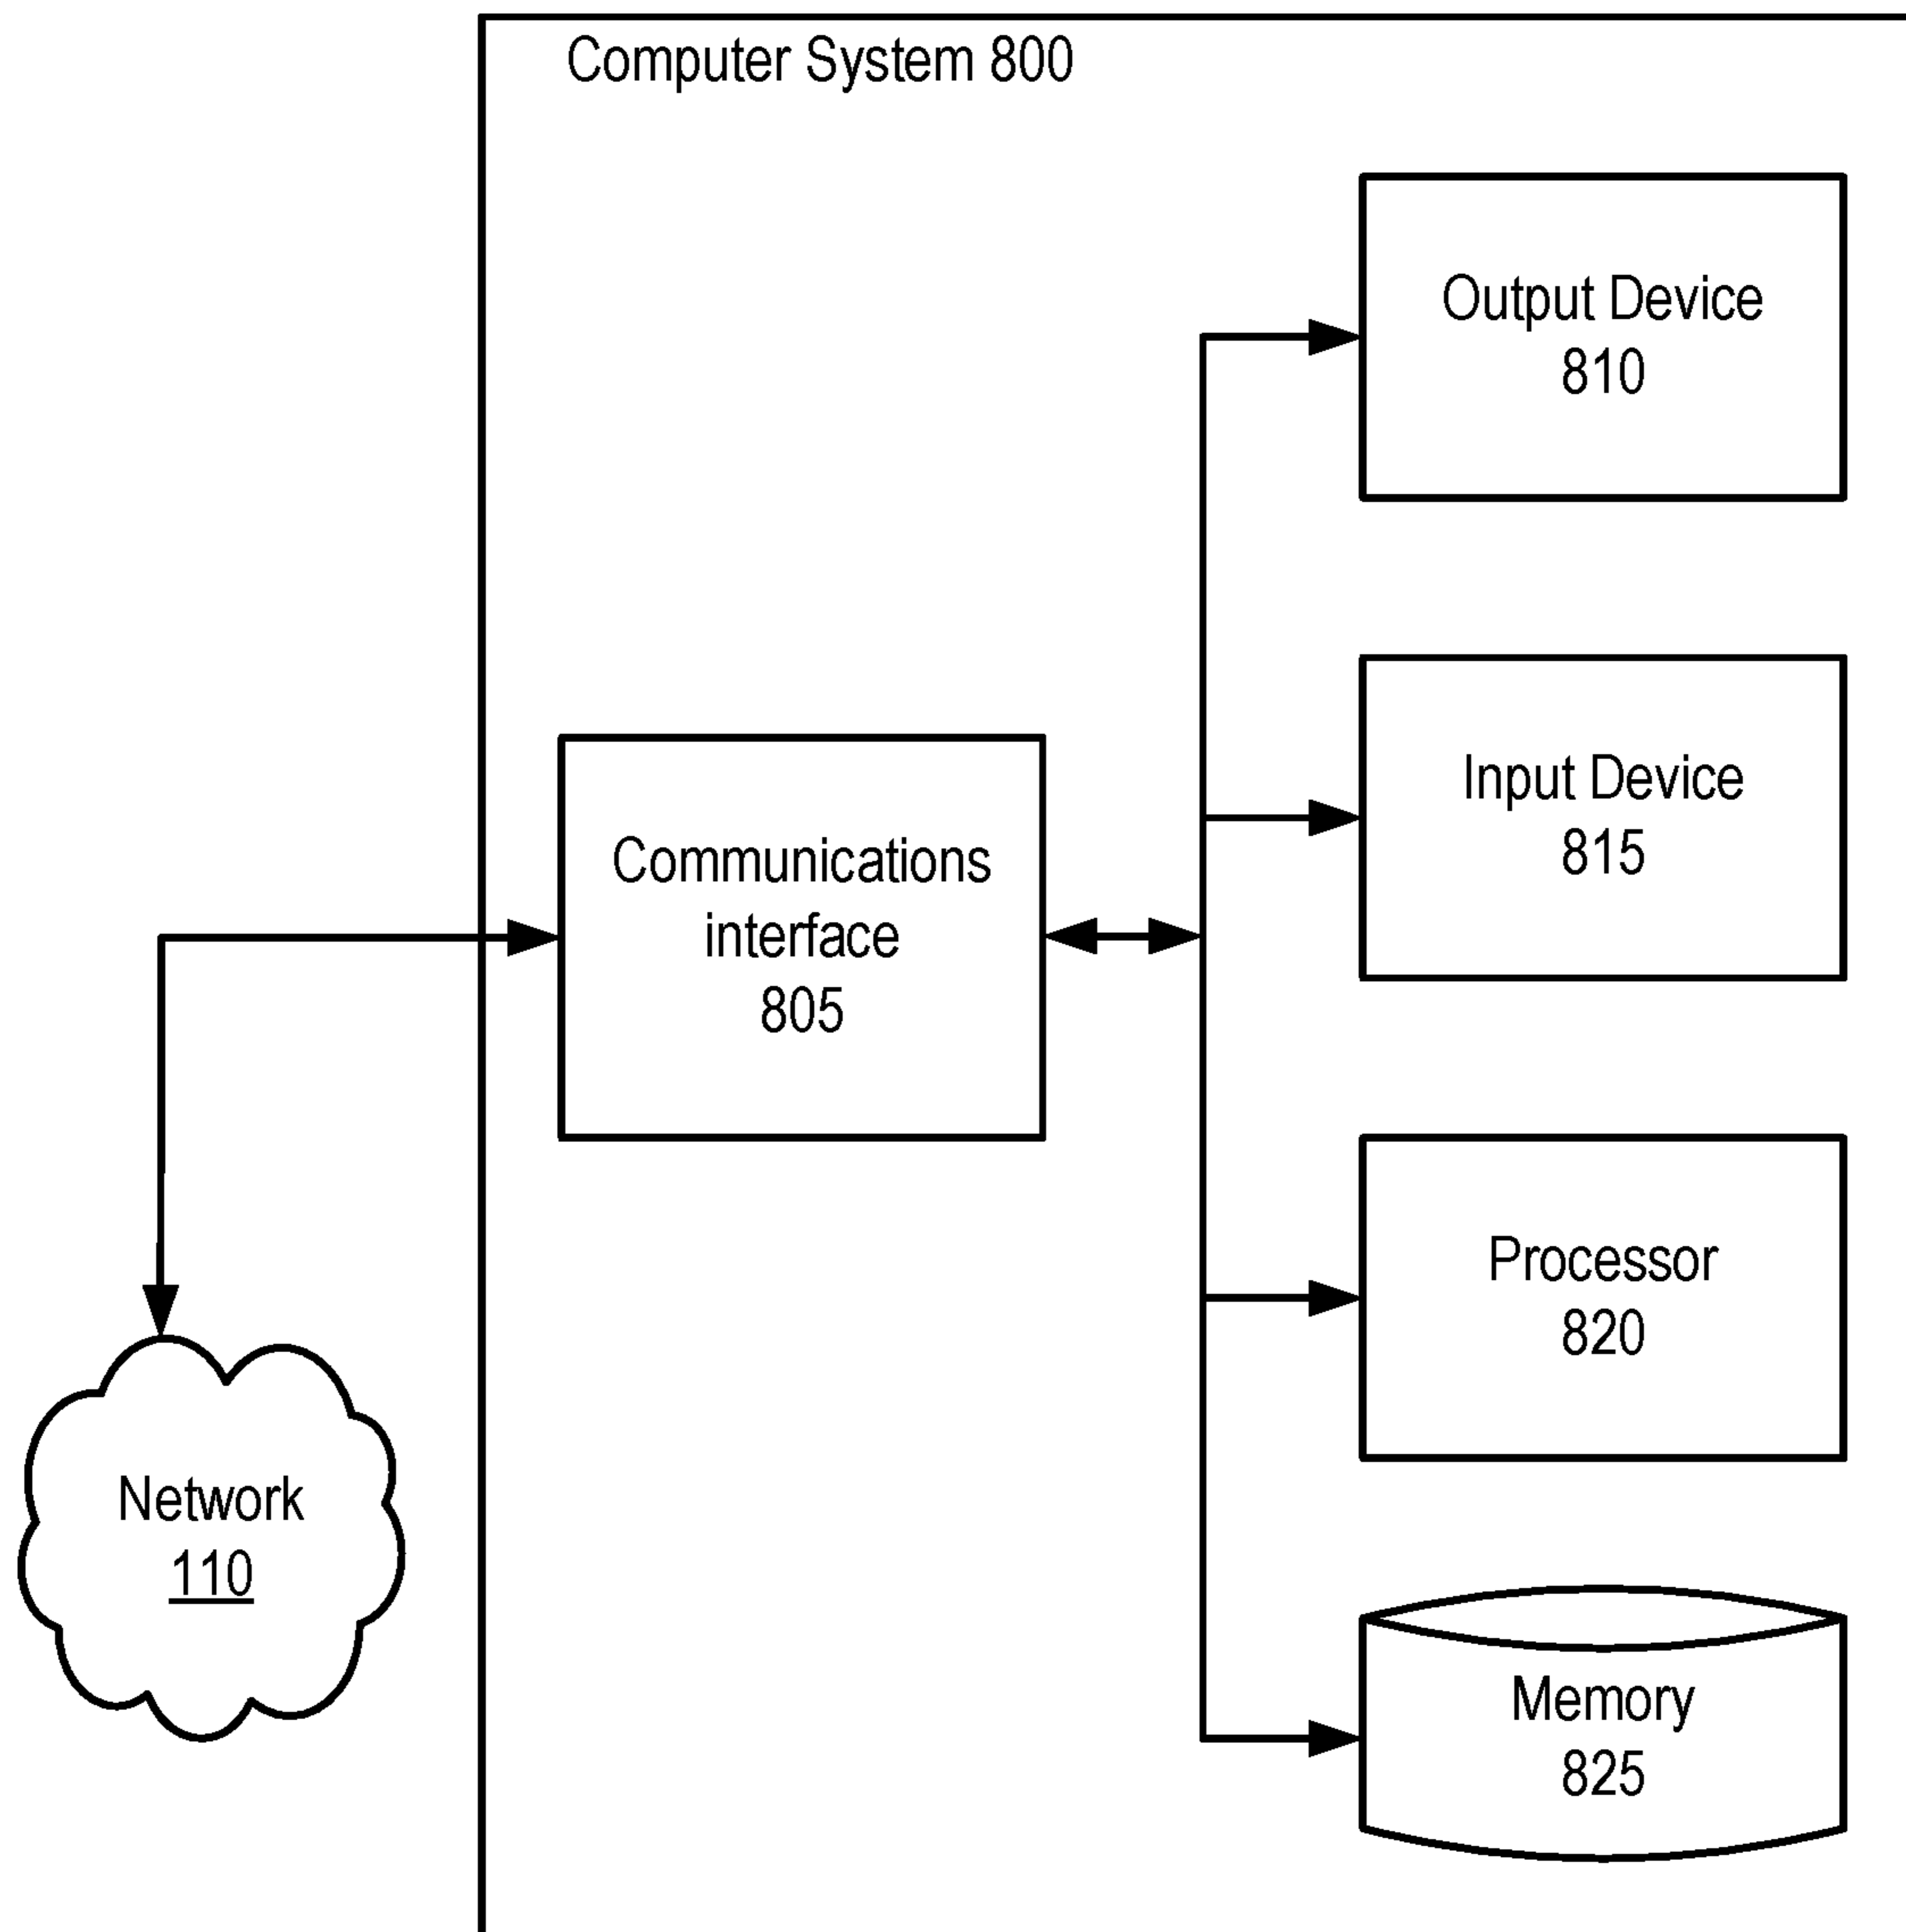 Computer System 800
Output Device
810
Input Device
815
Communications
interface
805
Processor
820
Network
110
Memory
825